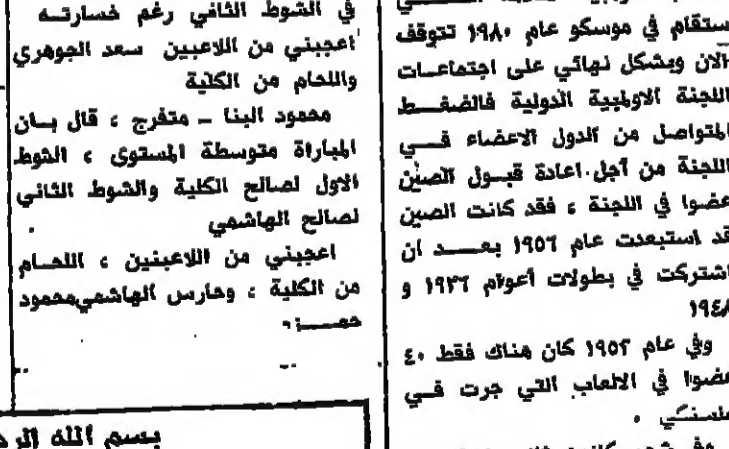 ستقام في موسكو عام ١٩٨٠ تتوقف
الان وبشكل نهائي على اجتماعات
اللجنة الاولمبية الدولية فالضغط
المتواصل من الدول الاعضاء في
اللجنة من أجل اعادة قبول الصين
عضوا في اللجنة ، فقد كانت الصين
قد استبعدت عام ١٩٥٦ بعد ان
اشتركت في بطولات أعوام ١٩٣٦ و
١٩٤٨
وفي عام ١٩٥٢ كان هناك فقط ٤٠
عضوا في الالعاب التي جرت في
هلسنكي .
في الشوط الثاني رغم خسارته
اعجبني من اللاعبين سعد الجوهري
واللحام من الكلية
محمود البنا - متفرج ، قال بان
المباراة متوسطة المستوى ، الشوط
الاول لصالح الكلية والشوط الثاني
لصالح الهاشمي .
اعجبني من اللاعبنين ، اللحام
من الكلية ، وحارس الهاشمي محمود
حمزة .
بسم الله الر